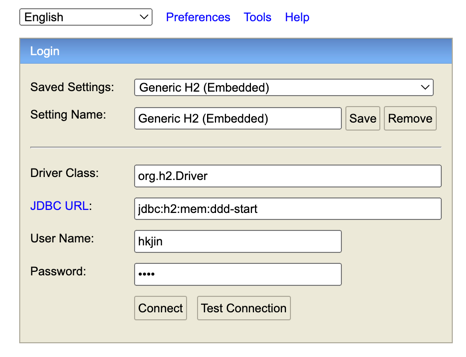 English Preferences Tools Help
Login
Saved Settings: Generic H2 (Embedded)
Setting Name: Generic H2 (Embedded) Save Remove
Driver Class: org.h2.Driver
JDBC URL: jdbc:h2:mem:ddd-start
User Name: hkjin
Password: ••••
Connect Test Connection